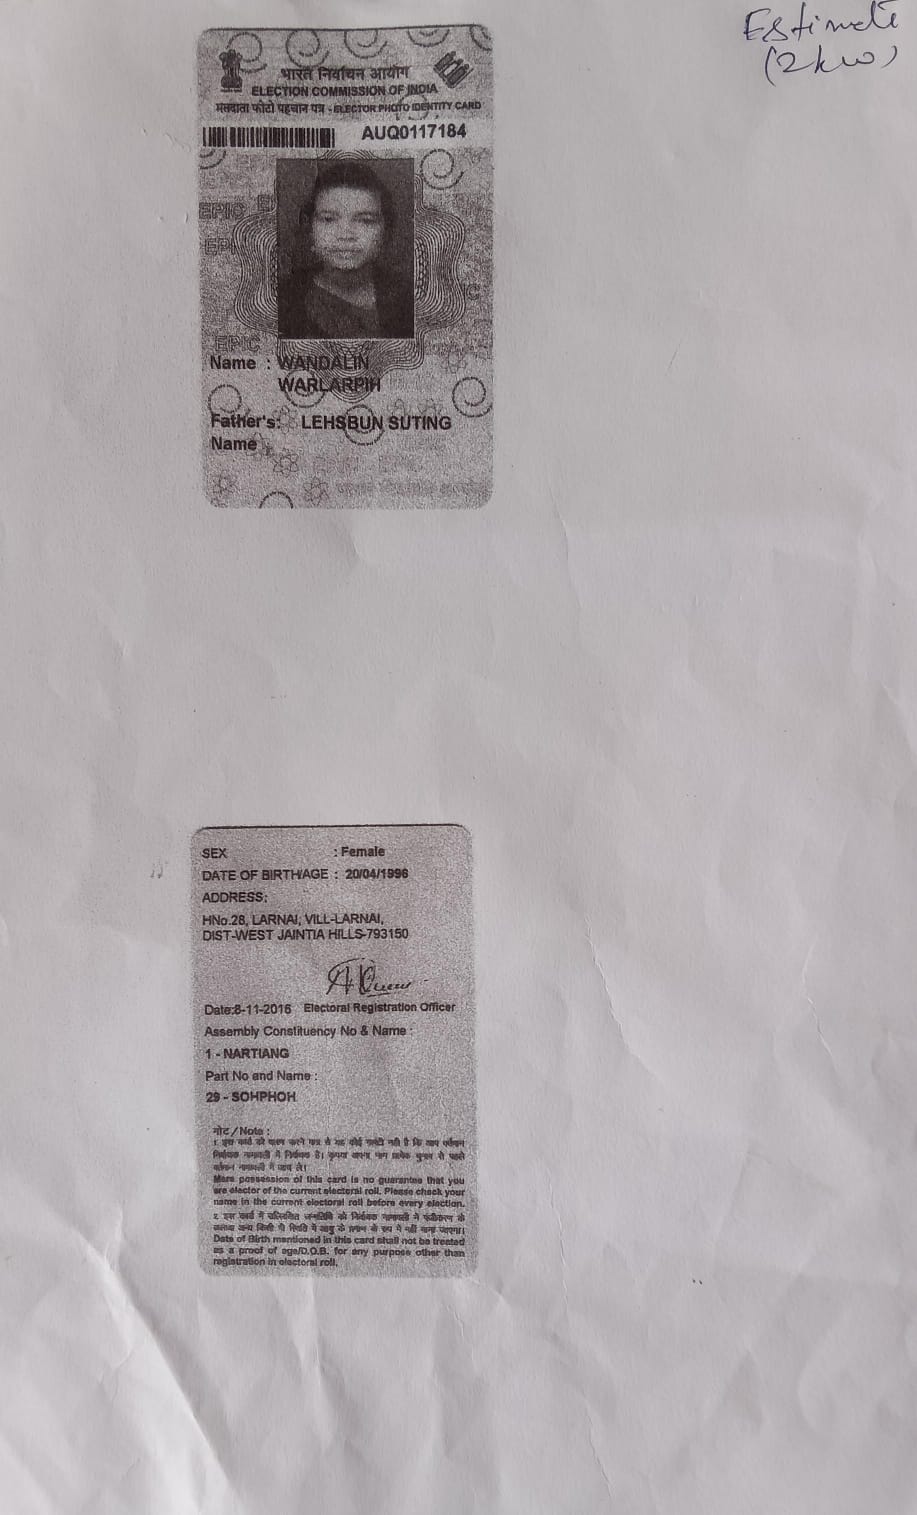 Estimate
(2kw)
भारत निर्वाचन आयोग
ELECTION COMMISSION OF INDIA
मतदाता फोटो पहचान पत्र - ELECTOR PHOTO IDENTITY CARD
AUQ0117184
Name : WANDALIN
WARLARPIH
Father's: LEHSBUN SUTING
Name
SEX : Female
DATE OF BIRTH/AGE : 20/04/1996
ADDRESS:
HNo.28, LARNAI, VILL-LARNAI,
DIST-WEST JAINTIA HILLS-793150
Date:8-11-2016 Electoral Registration Officer
Assembly Constituency No & Name :
1 - NARTIANG
Part No and Name :
29 - SOHPHOH
नोट / Note :
Mere possession of this card is no guarantee that you
are elector of the current electoral roll. Please check your
name in the current electoral roll before every election.
Date of Birth mentioned in this card shall not be treated
as a proof of age/D.O.B. for any purpose other than
registration in electoral roll.